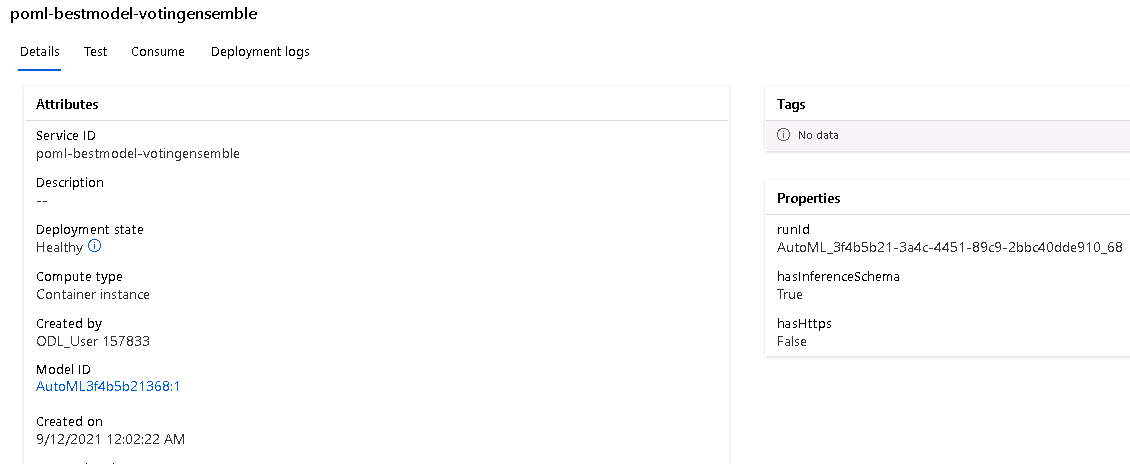 poml-bestmodel-votingensemble
Details Test Consume Deployment logs
Attributes
Service ID
poml-bestmodel-votingensemble
Description
--
Deployment state
Healthy
Compute type
Container instance
Created by
ODL_User 157833
Model ID
AutoML3f4b5b21368:1
Created on
9/12/2021 12:02:22 AM
Tags
No data
Properties
runId
AutoML_3f4b5b21-3a4c-4451-89c9-2bbc40dde910_68
hasInferenceSchema
True
hasHttps
False